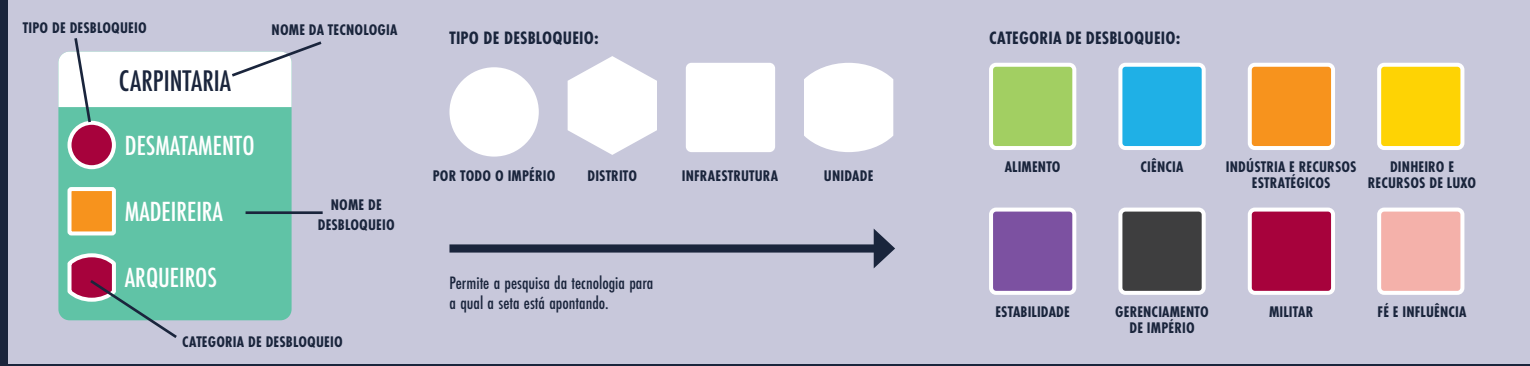 TIPO DE DESBLOQUEIO
NOME DA TECNOLOGIA
CARPINTARIA
DESMATAMENTO
MADEIREIRA
ARQUEIROS
NOME DE
DESBLOQUEIO
CATEGORIA DE DESBLOQUEIO
TIPO DE DESBLOQUEIO:
POR TODO O IMPÉRIO
DISTRITO
INFRAESTRUTURA
UNIDADE
Permite a pesquisa da tecnologia para
a qual a seta está apontando.
CATEGORIA DE DESBLOQUEIO:
ALIMENTO
CIÊNCIA
INDÚSTRIA E RECURSOS
ESTRATÉGICOS
DINHEIRO E
RECURSOS DE LUXO
ESTABILIDADE
GERENCIAMENTO
DE IMPÉRIO
MILITAR
FÉ E INFLUÊNCIA